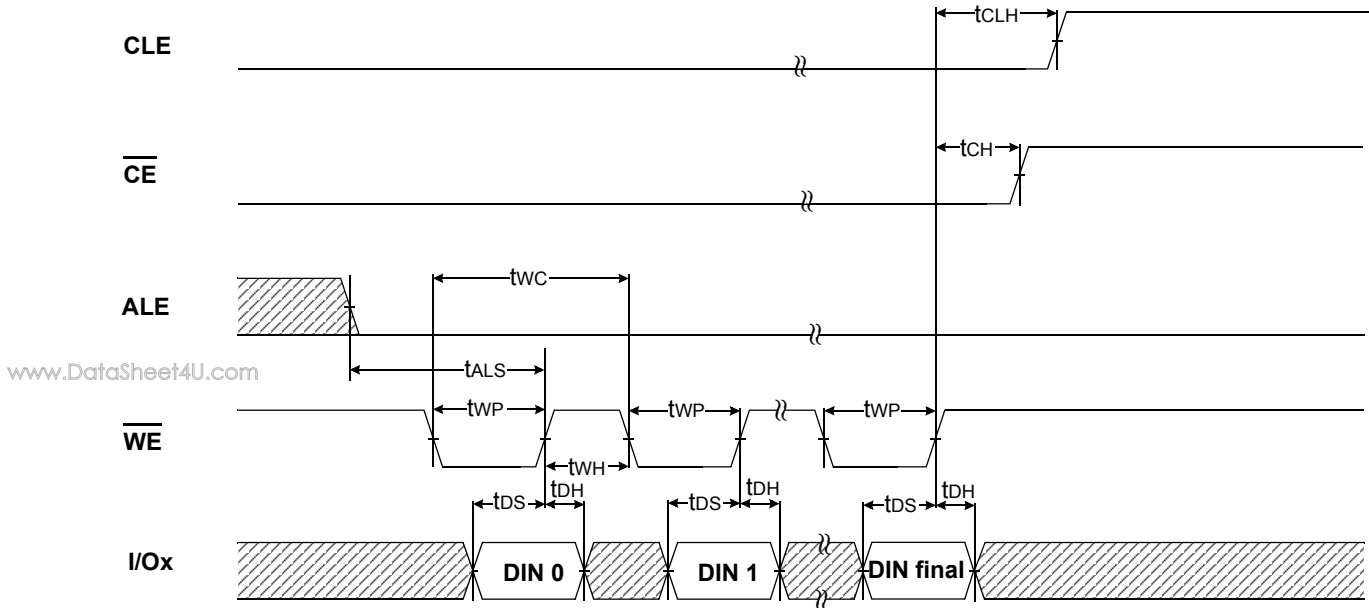 tCLH
CLE
tCH
CE
tWC
ALE
www.DataSheet4U.com
tALS
tWP tWP tWP
WE
tWH
tDS tDH tDS tDH tDS tDH
I/Ox DIN 0 DIN 1 DIN final